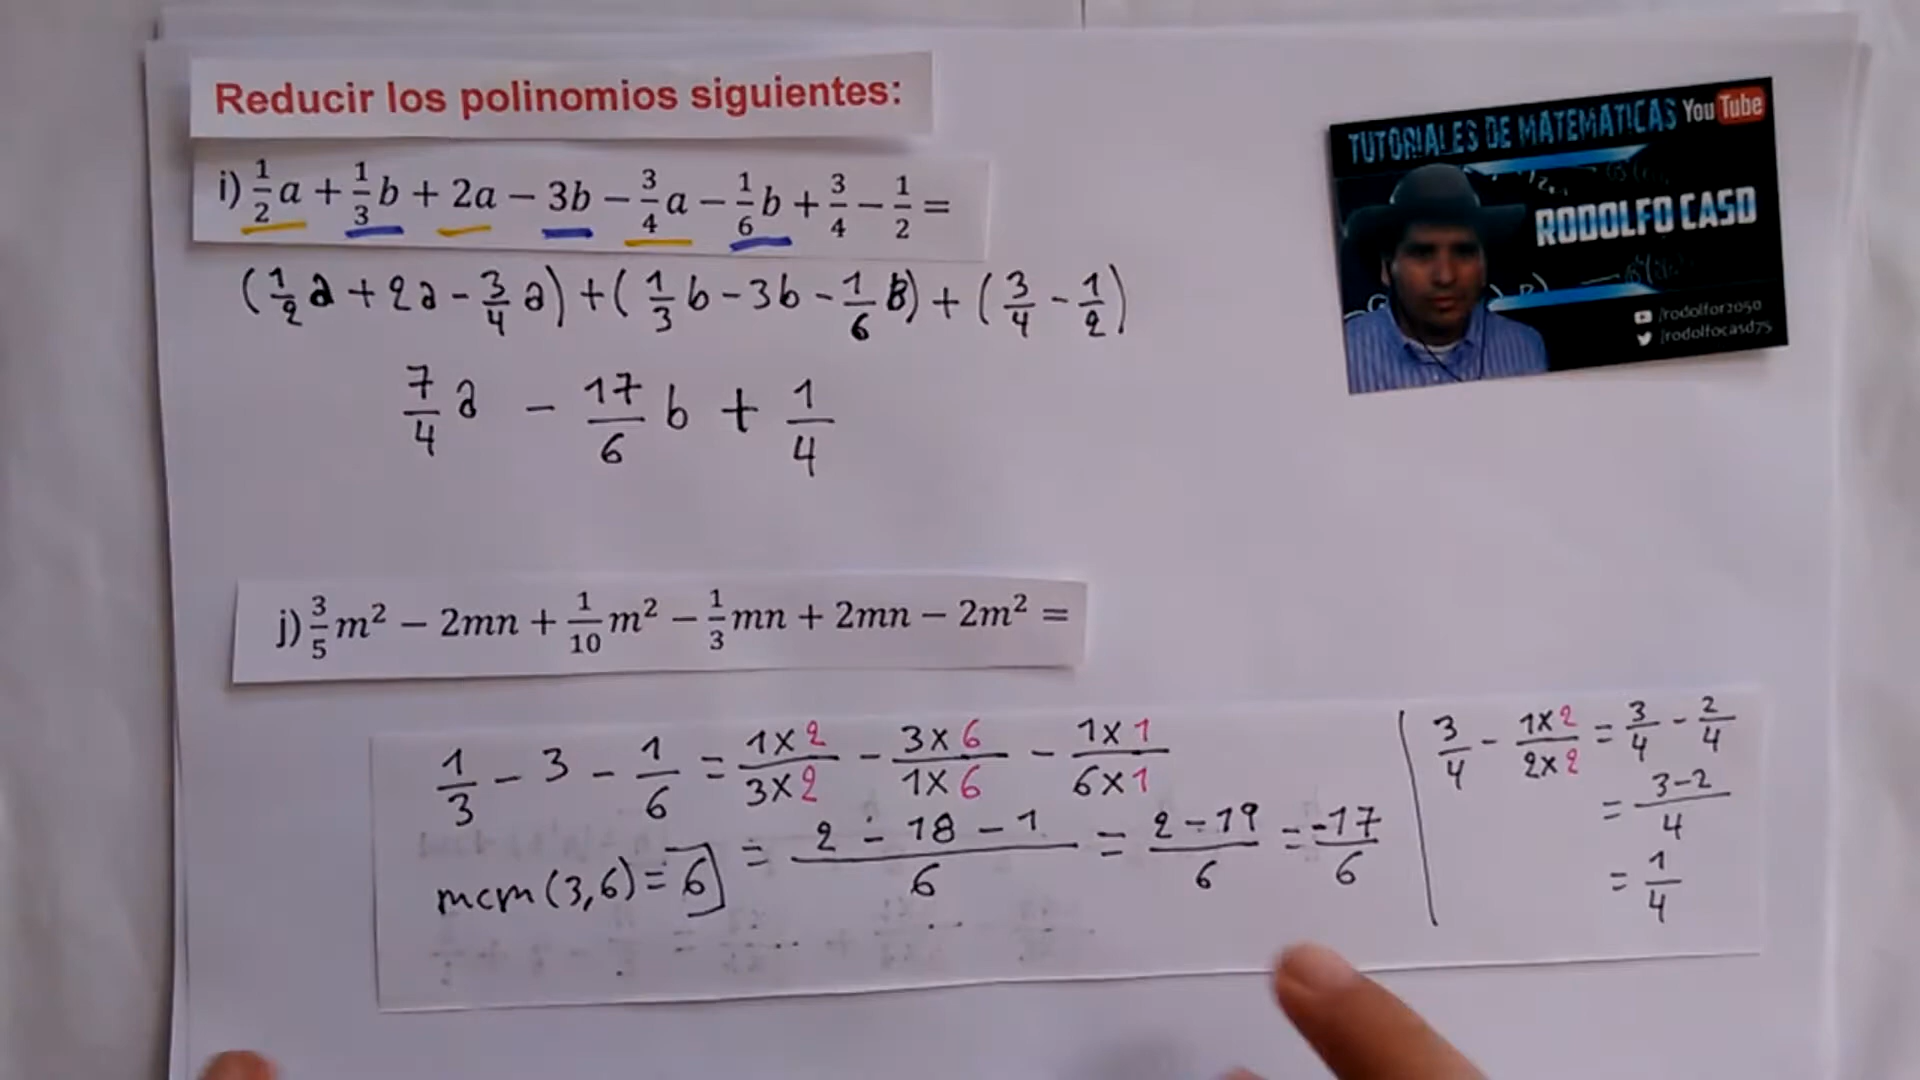 Reducir los polinomios siguientes:
i) 1/2 a + 1/3 b + 2a − 3b − 3/4 a − 1/6 b + 3/4 − 1/2 =
(1/2 a + 2a - 3/4 a) + (1/3 b - 3b - 1/6 b) + (3/4 - 1/2)
7/4 a - 17/6 b + 1/4
TUTORIALES DE MATEMATICAS YouTube
RODOLFO CASD
/rodolfor2050
/rodolfocasd75
j) 3/5 m² − 2mn + 1/10 m² − 1/3 mn + 2mn − 2m² =
1/3 - 3 - 1/6 = 1x2/3x2 - 3x6/1x6 - 1x1/6x1
mcm(3,6) = 6
= 2 - 18 - 1/6 = 2 - 19/6 = -17/6
3/4 - 1x2/2x2 = 3/4 - 2/4
= 3-2/4
= 1/4